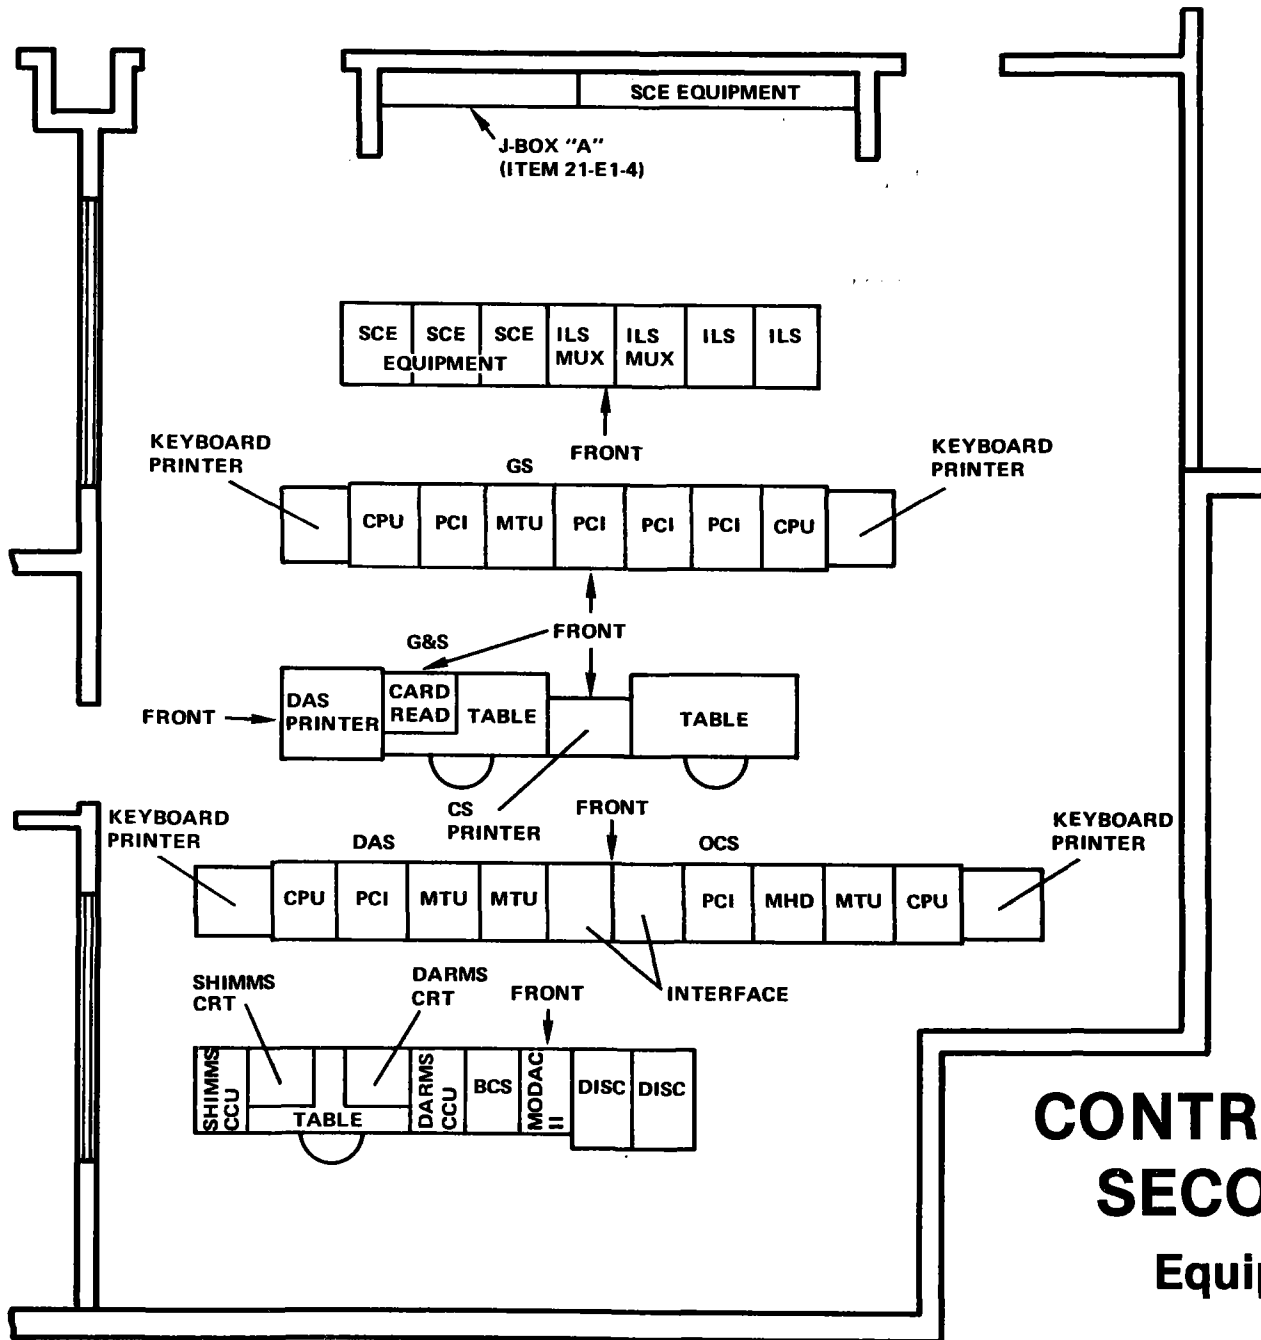 SCE EQUIPMENT
J-BOX "A"
(ITEM 21-E1-4)
SCE SCE SCE ILS ILS ILS ILS
EQUIPMENT MUX MUX
FRONT
KEYBOARD
PRINTER
GS
KEYBOARD
PRINTER
CPU PCI MTU PCI PCI PCI CPU
FRONT
G&S
FRONT
DAS
PRINTER
CARD
READ
TABLE
TABLE
CS
PRINTER
FRONT
KEYBOARD
PRINTER
DAS
OCS
KEYBOARD
PRINTER
CPU PCI MTU MTU PCI MHD MTU CPU
INTERFACE
SHIMMS
CRT
DARMS
CRT
FRONT
SHIMMS
CCU
TABLE
DARMS
CCU
BCS
MODAC
II
DISC DISC
CONTR
SECO
Equip